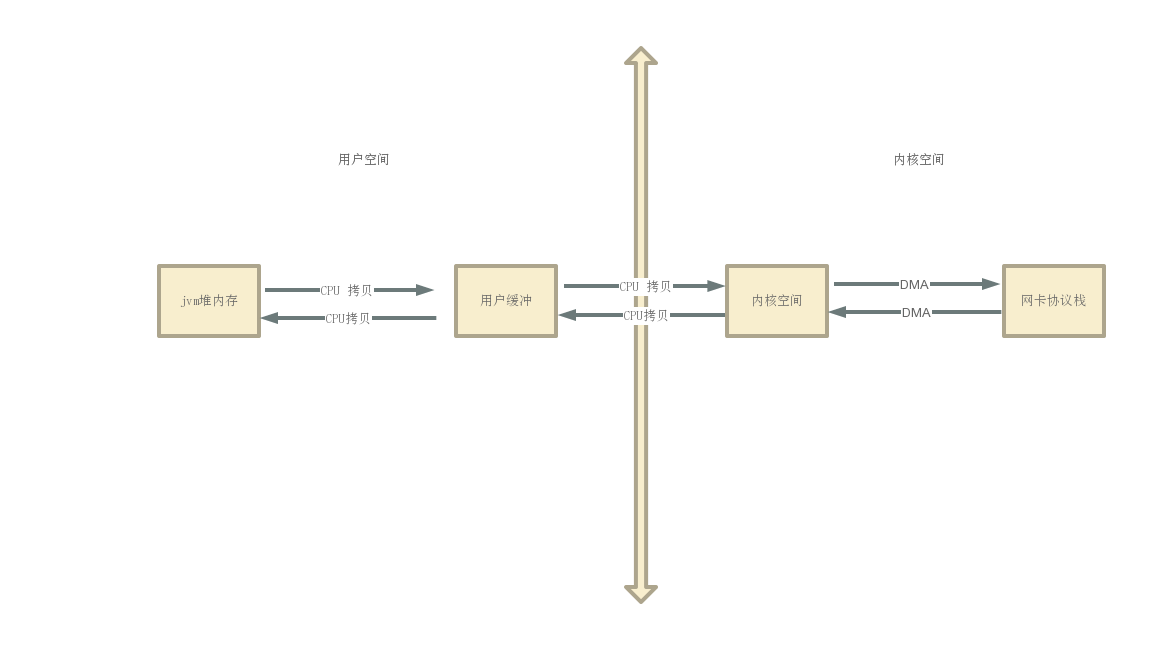 用户空间
内核空间
jvm堆内存
CPU 拷贝
CPU拷贝
用户缓冲
CPU 拷贝
CPU拷贝
内核空间
DMA
DMA
网卡协议栈